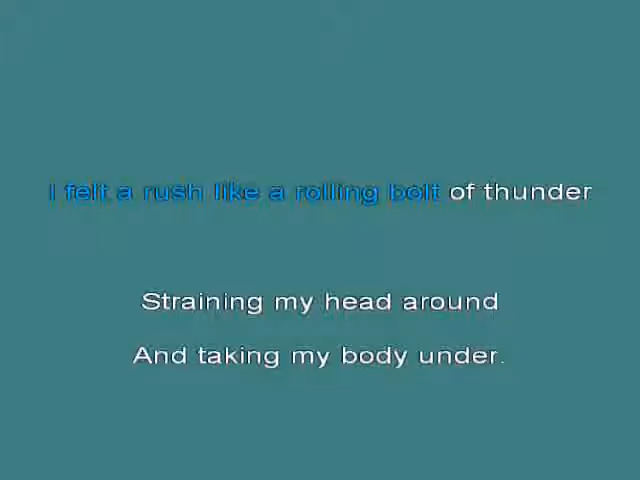 I felt a rush like a rolling bolt of thunder
Straining my head around
And taking my body under.